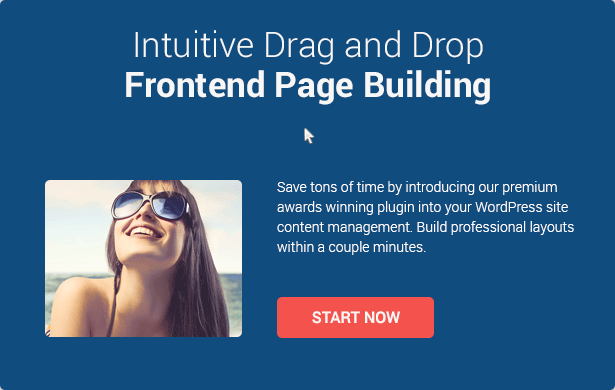 Intuitive Drag and Drop
Frontend Page Building
Save tons of time by introducing our premium
awards winning plugin into your WordPress site
content management. Build professional layouts
within a couple minutes.
START NOW